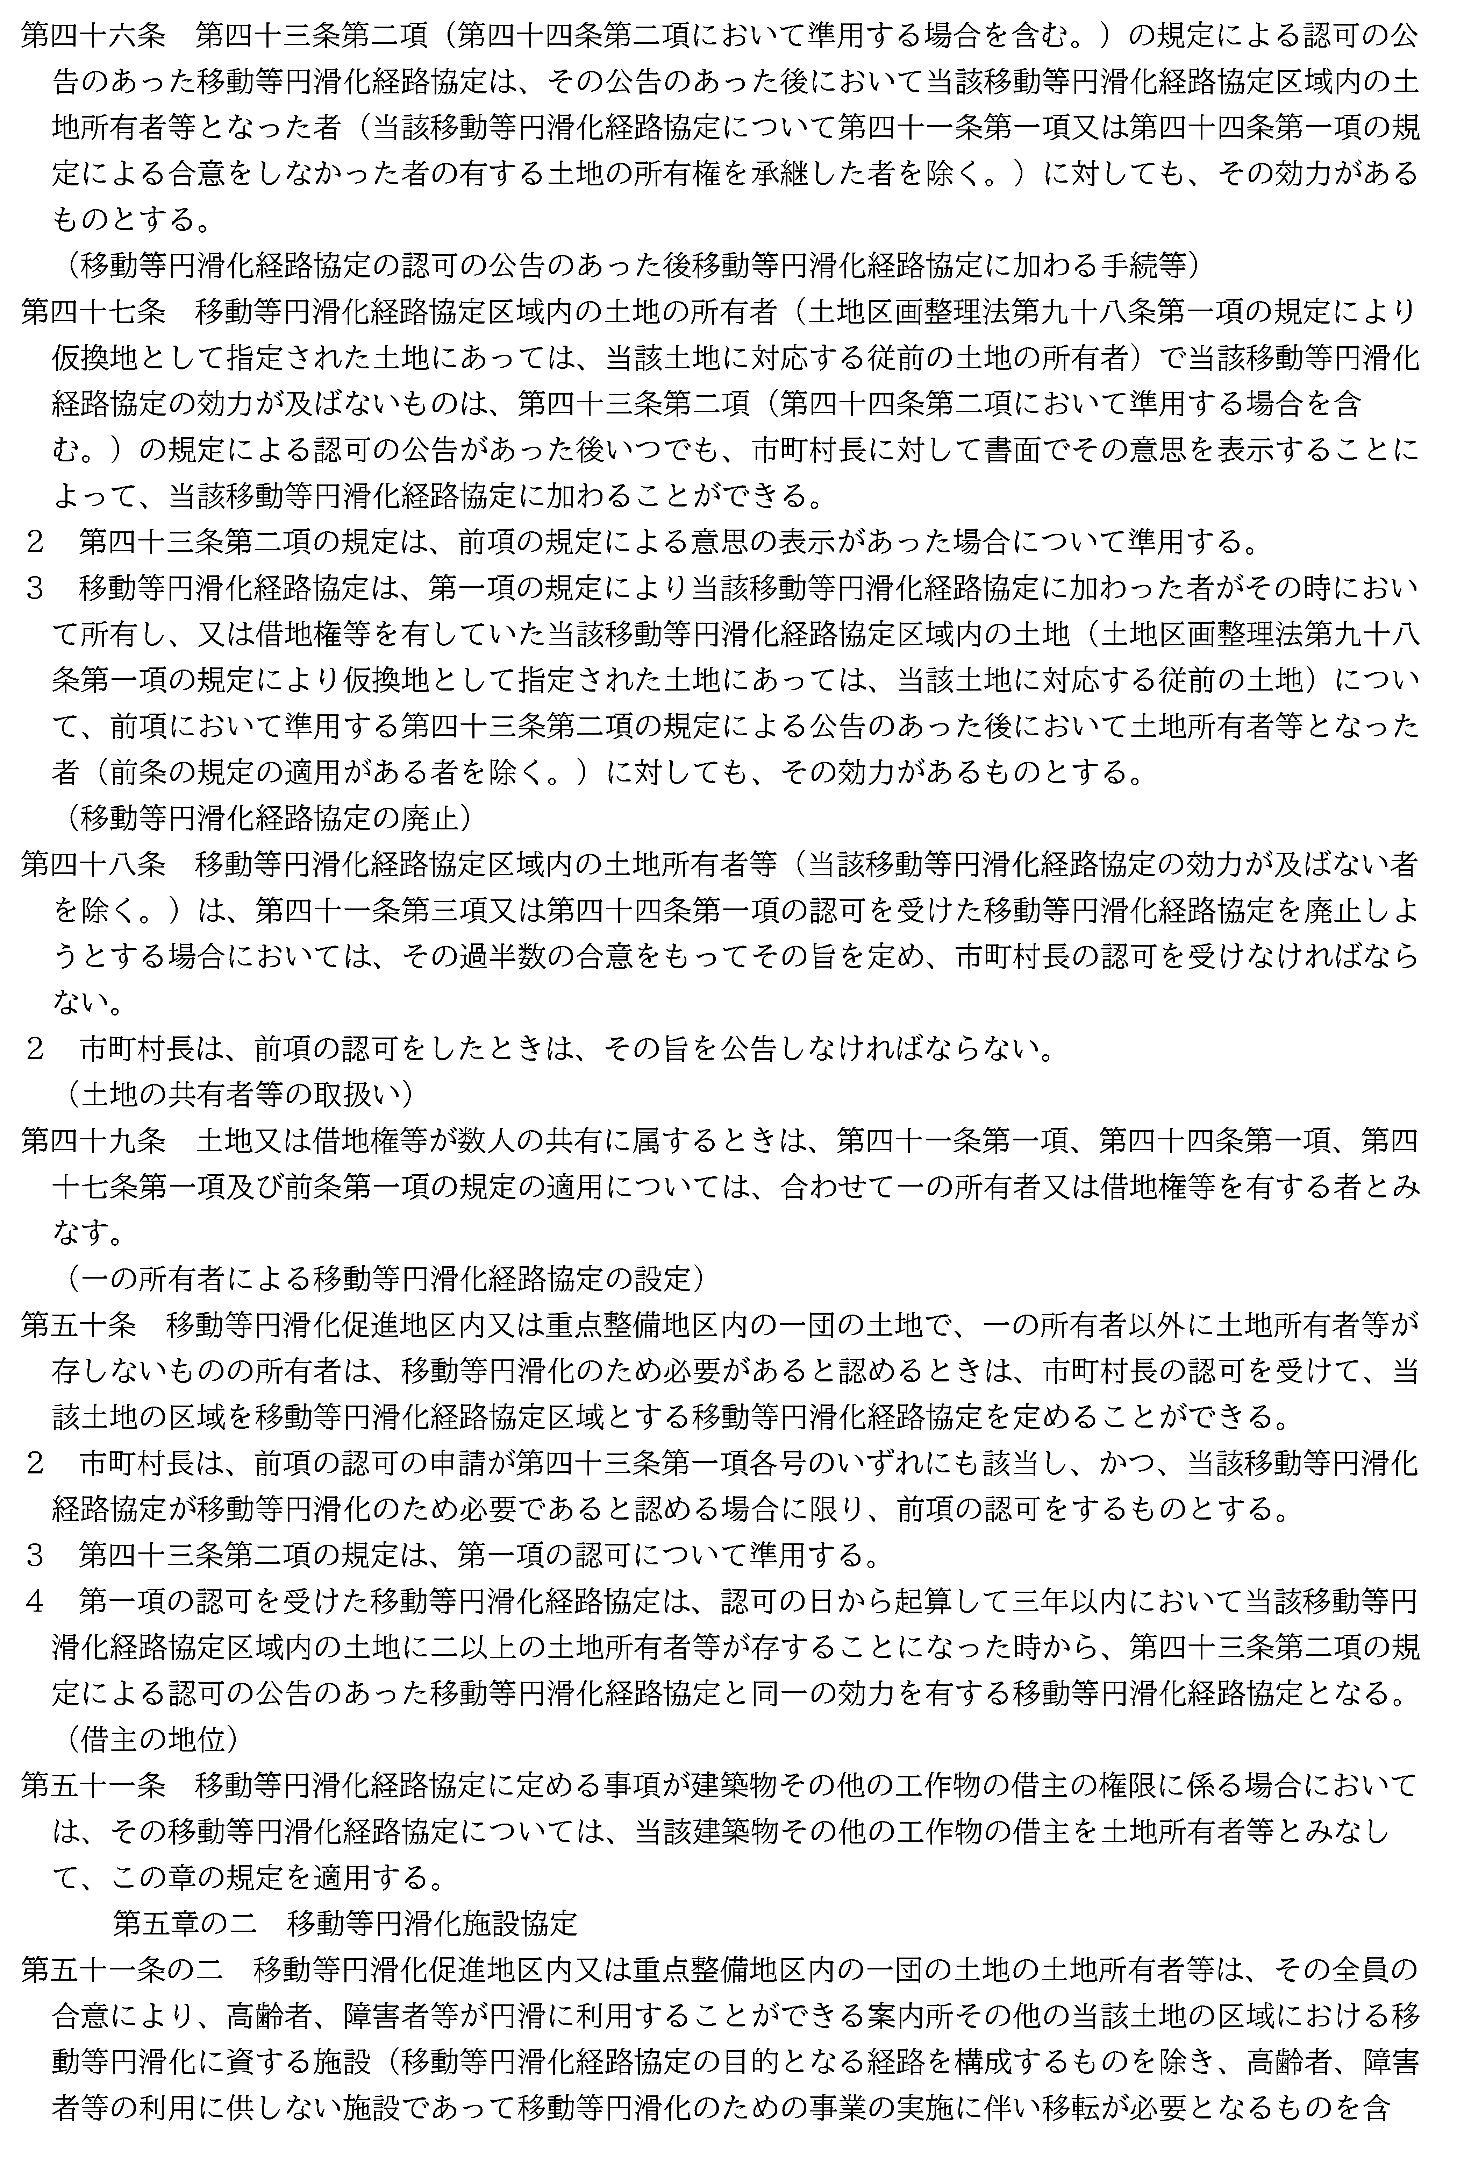 第四十六条　第四十三条第二項（第四十四条第二項において準用する場合を含む。）の規定による認可の公
告のあった移動等円滑化経路協定は、その公告のあった後において当該移動等円滑化経路協定区域内の土
地所有者等となった者（当該移動等円滑化経路協定について第四十一条第一項又は第四十四条第一項の規
定による合意をしなかった者の有する土地の所有権を承継した者を除く。）に対しても、その効力がある
ものとする。
（移動等円滑化経路協定の認可の公告のあった後移動等円滑化経路協定に加わる手続等）
第四十七条　移動等円滑化経路協定区域内の土地の所有者（土地区画整理法第九十八条第一項の規定により
仮換地として指定された土地にあっては、当該土地に対応する従前の土地の所有者）で当該移動等円滑化
経路協定の効力が及ばないものは、第四十三条第二項（第四十四条第二項において準用する場合を含
む。）の規定による認可の公告があった後いつでも、市町村長に対して書面でその意思を表示することに
よって、当該移動等円滑化経路協定に加わることができる。
２　第四十三条第二項の規定は、前項の規定による意思の表示があった場合について準用する。
３　移動等円滑化経路協定は、第一項の規定により当該移動等円滑化経路協定に加わった者がその時におい
て所有し、又は借地権等を有していた当該移動等円滑化経路協定区域内の土地（土地区画整理法第九十八
条第一項の規定により仮換地として指定された土地にあっては、当該土地に対応する従前の土地）につい
て、前項において準用する第四十三条第二項の規定による公告のあった後において土地所有者等となった
者（前条の規定の適用がある者を除く。）に対しても、その効力があるものとする。
（移動等円滑化経路協定の廃止）
第四十八条　移動等円滑化経路協定区域内の土地所有者等（当該移動等円滑化経路協定の効力が及ばない者
を除く。）は、第四十一条第三項又は第四十四条第一項の認可を受けた移動等円滑化経路協定を廃止しよ
うとする場合においては、その過半数の合意をもってその旨を定め、市町村長の認可を受けなければなら
ない。
２　市町村長は、前項の認可をしたときは、その旨を公告しなければならない。
（土地の共有者等の取扱い）
第四十九条　土地又は借地権等が数人の共有に属するときは、第四十一条第一項、第四十四条第一項、第四
十七条第一項及び前条第一項の規定の適用については、合わせて一の所有者又は借地権等を有する者とみ
なす。
（一の所有者による移動等円滑化経路協定の設定）
第五十条　移動等円滑化促進地区内又は重点整備地区内の一団の土地で、一の所有者以外に土地所有者等が
存しないものの所有者は、移動等円滑化のため必要があると認めるときは、市町村長の認可を受けて、当
該土地の区域を移動等円滑化経路協定区域とする移動等円滑化経路協定を定めることができる。
２　市町村長は、前項の認可の申請が第四十三条第一項各号のいずれにも該当し、かつ、当該移動等円滑化
経路協定が移動等円滑化のため必要であると認める場合に限り、前項の認可をするものとする。
３　第四十三条第二項の規定は、第一項の認可について準用する。
４　第一項の認可を受けた移動等円滑化経路協定は、認可の日から起算して三年以内において当該移動等円
滑化経路協定区域内の土地に二以上の土地所有者等が存することになった時から、第四十三条第二項の規
定による認可の公告のあった移動等円滑化経路協定と同一の効力を有する移動等円滑化経路協定となる。
（借主の地位）
第五十一条　移動等円滑化経路協定に定める事項が建築物その他の工作物の借主の権限に係る場合において
は、その移動等円滑化経路協定については、当該建築物その他の工作物の借主を土地所有者等とみなし
て、この章の規定を適用する。
第五章の二　移動等円滑化施設協定
第五十一条の二　移動等円滑化促進地区内又は重点整備地区内の一団の土地の土地所有者等は、その全員の
合意により、高齢者、障害者等が円滑に利用することができる案内所その他の当該土地の区域における移
動等円滑化に資する施設（移動等円滑化経路協定の目的となる経路を構成するものを除き、高齢者、障害
者等の利用に供しない施設であって移動等円滑化のための事業の実施に伴い移転が必要となるものを含